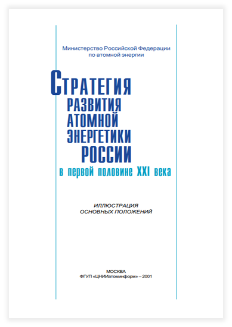 Министерство Российской Федерации
по атомной энергии
СТРАТЕГИЯ
РАЗВИТИЯ
АТОМНОЙ
ЭНЕРГЕТИКИ
РОССИИ
в первой половине XXI века
ИЛЛЮСТРАЦИЯ
ОСНОВНЫХ ПОЛОЖЕНИЙ
МОСКВА
ФГУП «ЦНИИатоминформ» – 2001